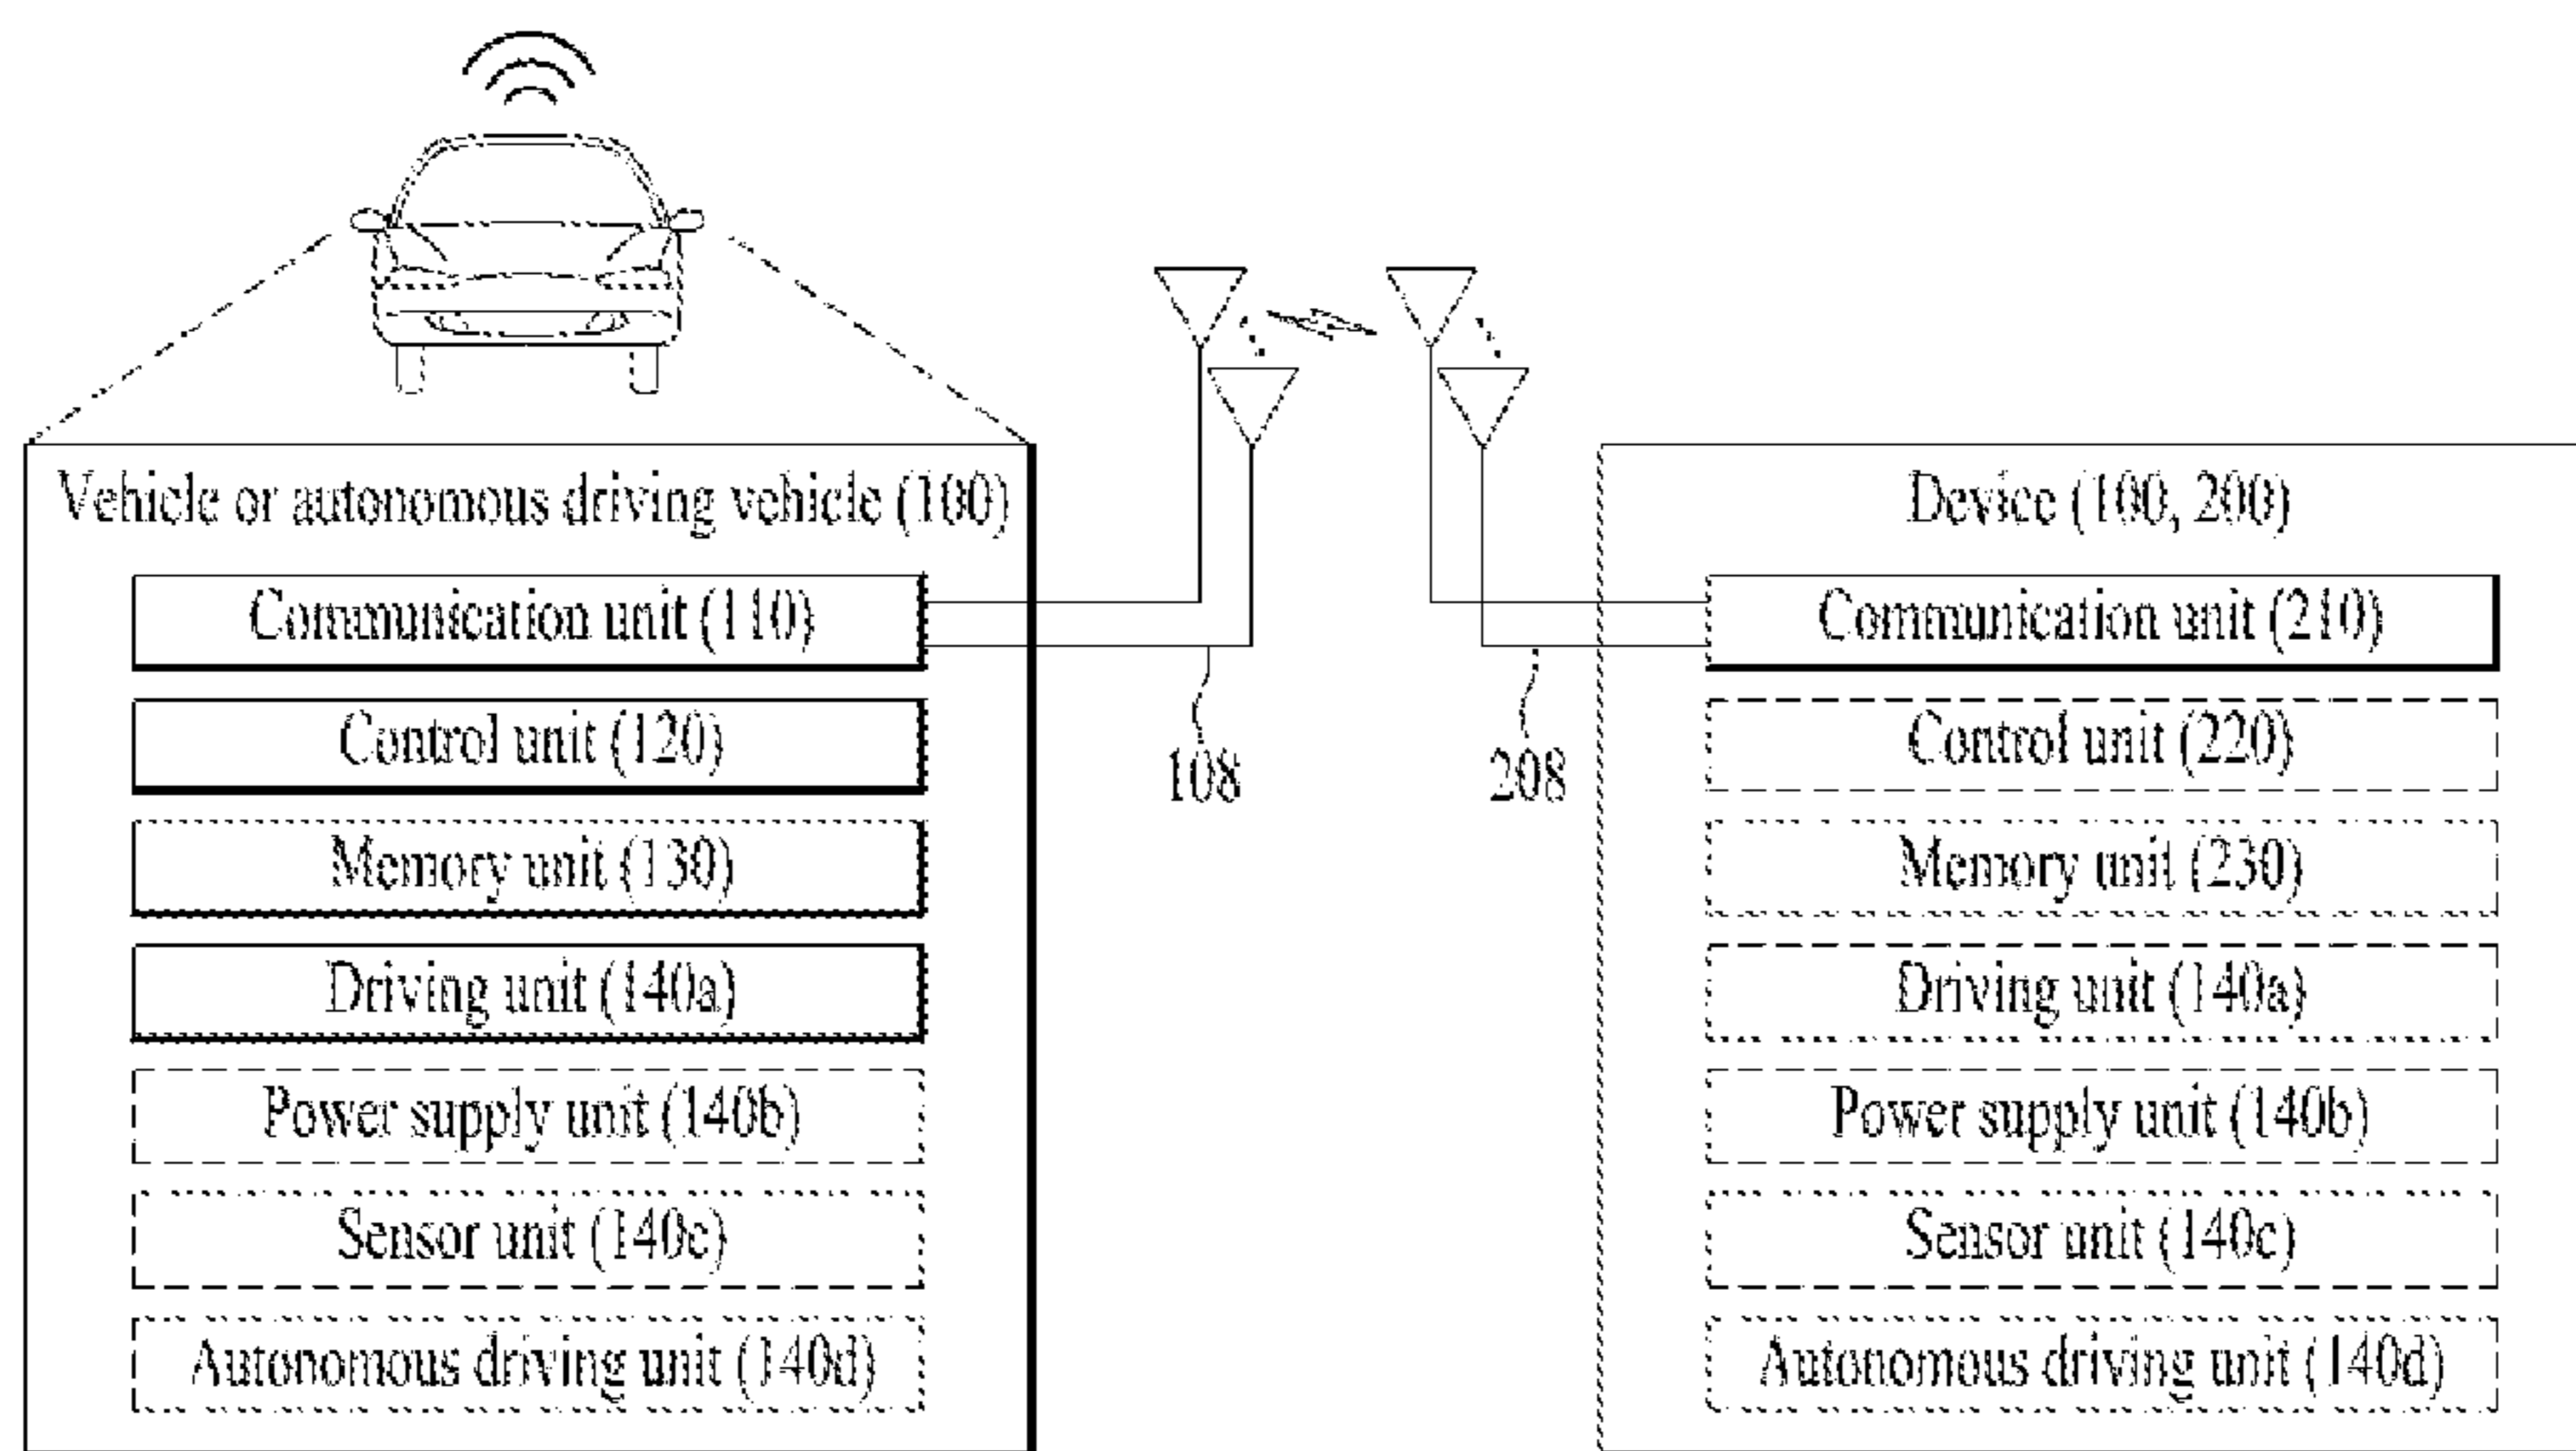 Vehicle or autonomous driving vehicle (100)
Communication unit (110)
Control unit (120)
Memory unit (130)
Driving unit (140a)
Power supply unit (140b)
Sensor unit (140c)
Autonomous driving unit (140d)
108
208
Device (100, 200)
Communication unit (210)
Control unit (220)
Memory unit (230)
Driving unit (140a)
Power supply unit (140b)
Sensor unit (140c)
Autonomous driving unit (140d)